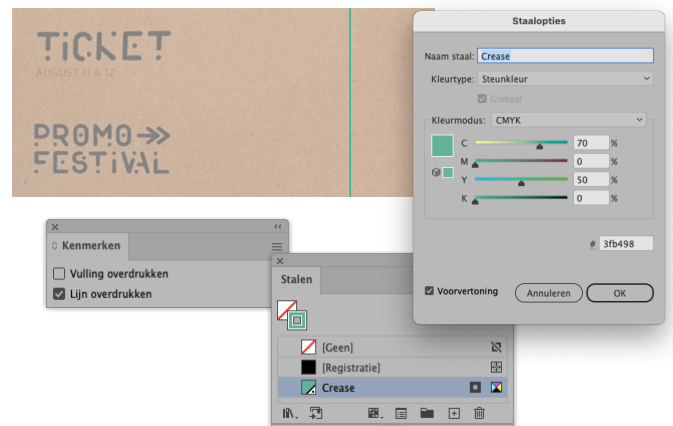 TiCKET
AUGUST 11 & 12
PROMO
FESTiVAL
Staalopties
Naam staal: Crease
Kleurtype: Steunkleur
Globaal
Kleurmodus: CMYK
C 70 %
M 0 %
Y 50 %
K 0 %
# 3fb498
Voorvertoning
Annuleren
OK
Kenmerken
Vulling overdrukken
Lijn overdrukken
Stalen
[Geen]
[Registratie]
Crease